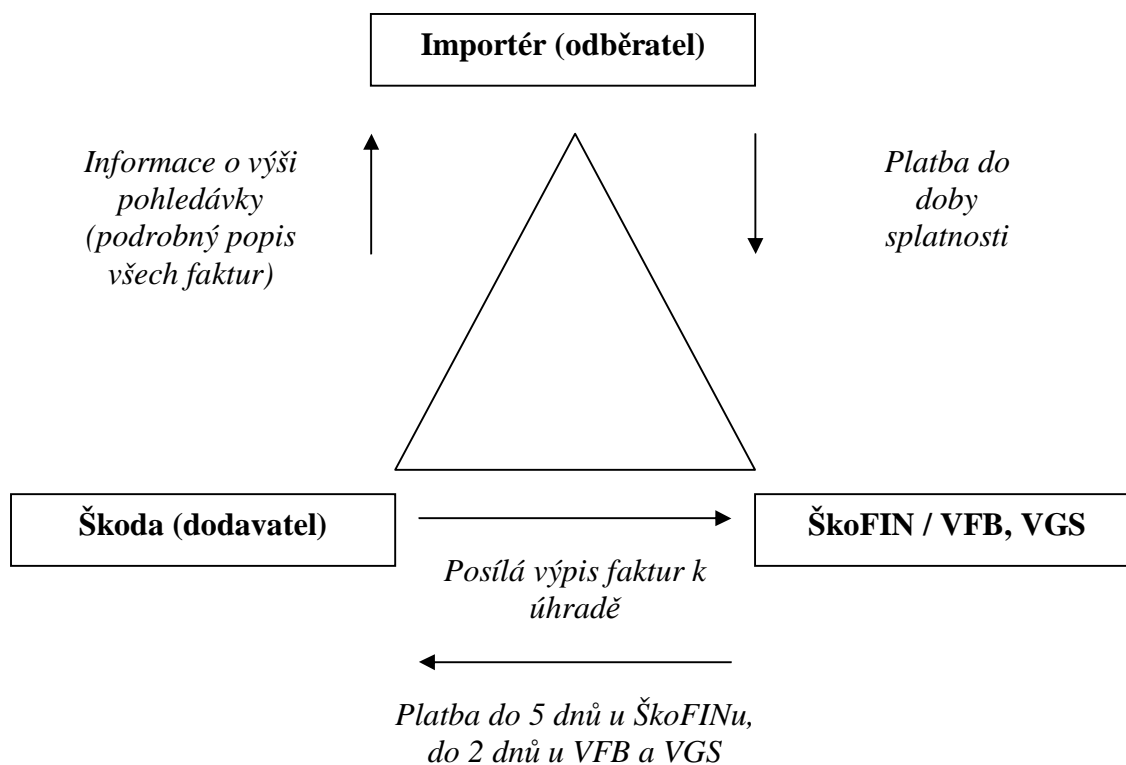 Importér (odběratel)
Informace o výši
pohledávky
(podrobný popis
všech faktur)
Platba do
doby
splatnosti
Škoda (dodavatel)
ŠkoFIN / VFB, VGS
Posílá výpis faktur k
úhradě
Platba do 5 dnů u ŠkoFINu,
do 2 dnů u VFB a VGS